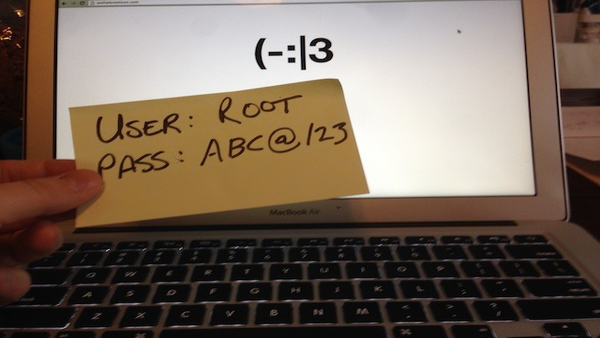 (-:|3
USER: ROOT
PASS: ABC@123
MacBook Air
Q W E R T Y U I O P
A S D F G H J K L
Z X C V B N M